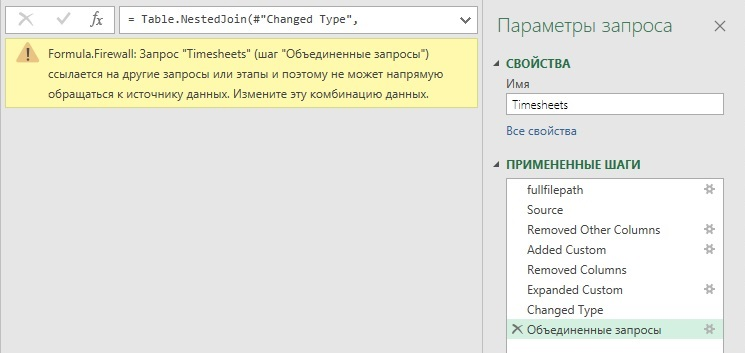 fx
= Table.NestedJoin(#"Changed Type",
Formula.Firewall: Запрос "Timesheets" (шаг "Объединенные запросы")
ссылается на другие запросы или этапы и поэтому не может напрямую
обращаться к источнику данных. Измените эту комбинацию данных.
Параметры запроса
СВОЙСТВА
Имя
Timesheets
Все свойства
ПРИМЕНЕННЫЕ ШАГИ
fullfilepath
Source
Removed Other Columns
Added Custom
Removed Columns
Expanded Custom
Changed Type
Объединенные запросы